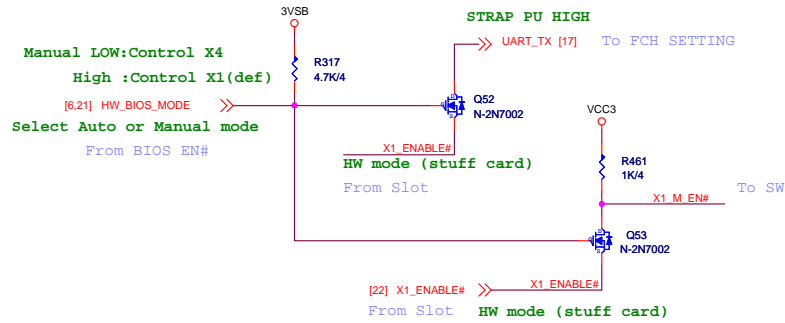 3VSB
STRAP PU HIGH
UART_TX [17] To FCH SETTING
Manual LOW:Control X4
R317
4.7K/4
High :Control X1(def)
[6,21] HW_BIOS_MODE
Q52
N-2N7002
VCC3
Select Auto or Manual mode
From BIOS EN#
X1_ENABLE#
HW mode (stuff card)
From Slot
R461
1K/4
X1_M_EN#
To SW
Q53
N-2N7002
[22] X1_ENABLE# X1_ENABLE#
From Slot HW mode (stuff card)